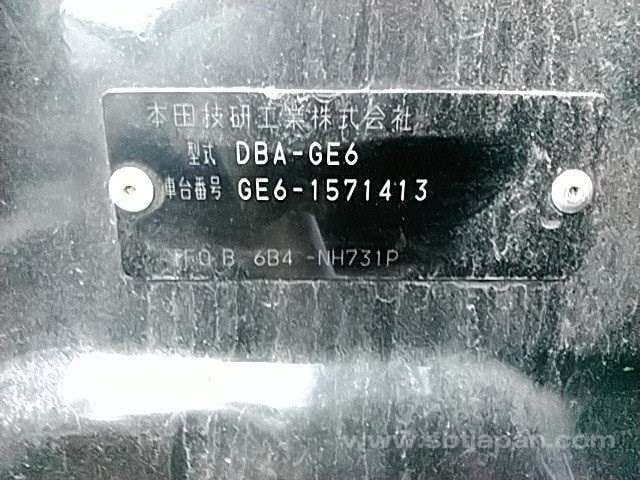 本田技研工業株式会社
型式 DBA-GE6
車台番号 GE6-1571413
6B4 -NH731P
www.sbtjapan.com